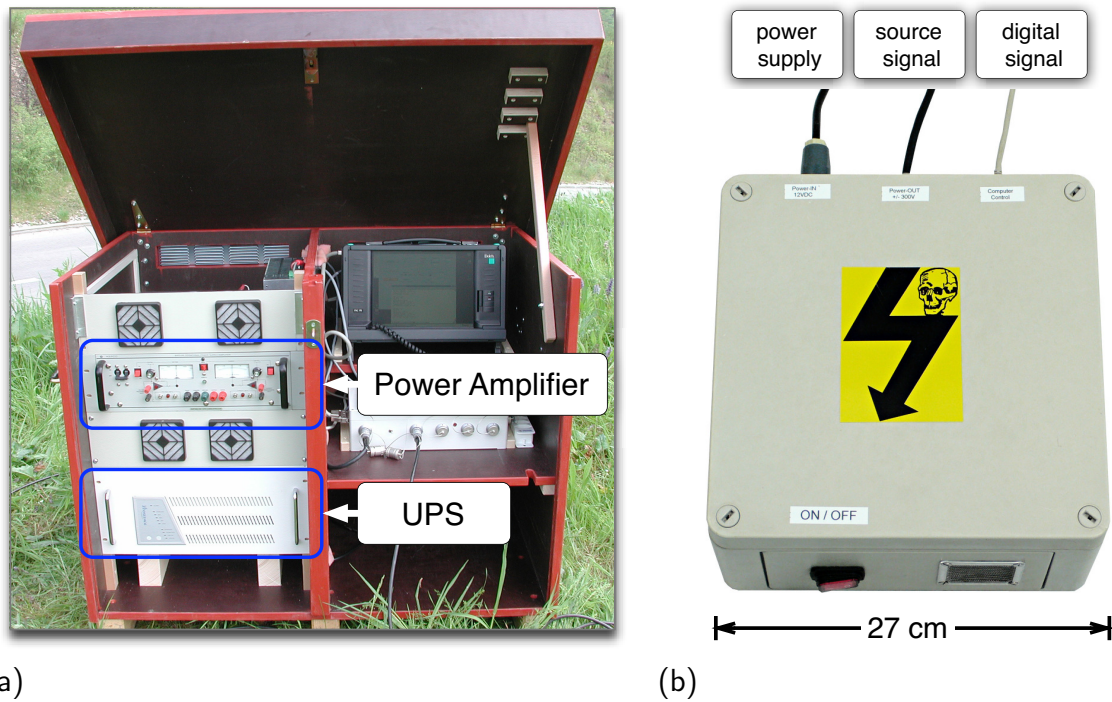 power
supply
source
signal
digital
signal
Power-IN
12VDC
Power-OUT
+/- 300V
Computer
Control
Power Amplifier
UPS
ON / OFF
27 cm
a)
(b)